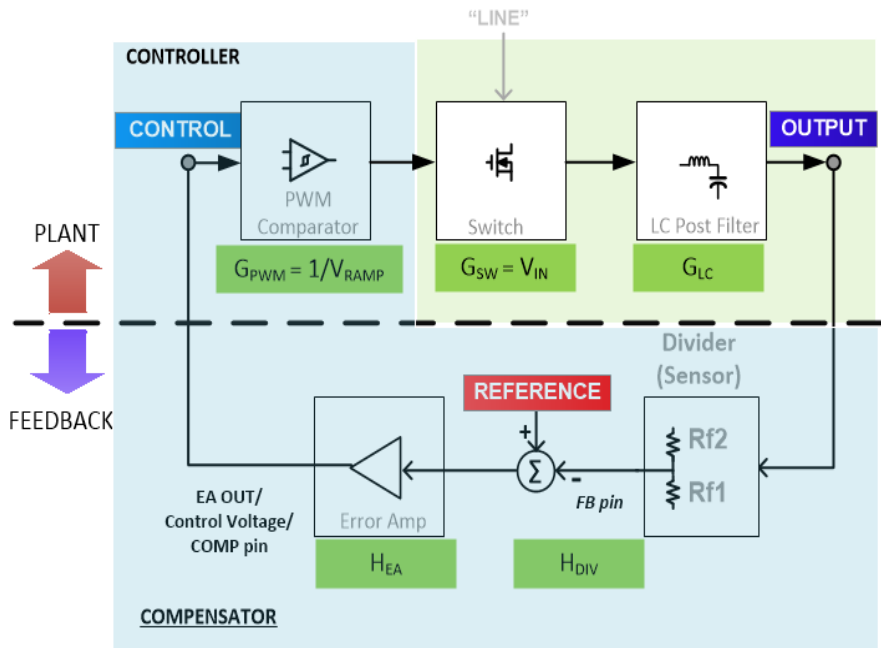 “LINE”
CONTROLLER
CONTROL
OUTPUT
PWM
Comparator
Switch
LC Post Filter
PLANT
G_PWM = 1/V_RAMP
G_SW = V_IN
G_LC
Divider
(Sensor)
REFERENCE
FEEDBACK
+
Σ
-
Rf2
Rf1
FB pin
EA OUT/
Control Voltage/
COMP pin
Error Amp
H_EA
H_DIV
COMPENSATOR